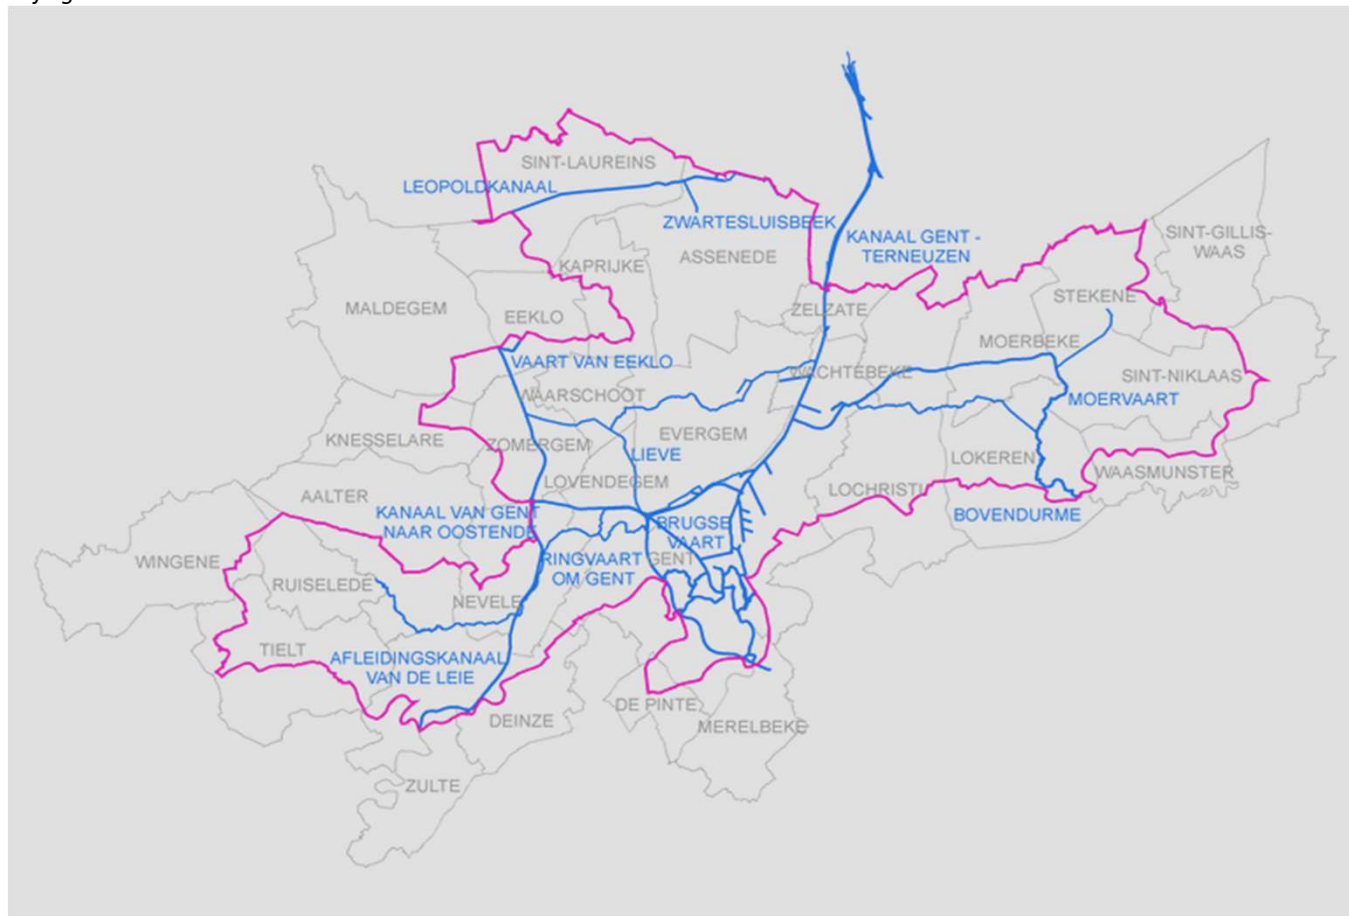 SINT-LAUREINS
LEOPOLDKANAAL
ZWARTESLUISBEEK
KANAAL GENT -
TERNEUZEN
SINT-GILLIS-
WAAS
ASSENEDE
KAPRIJKE
STEKENE
MALDEGEM
EEKLO
ZELZATE
MOERBEKE
VAART VAN EEKLO
WACHTEBEKE
SINT-NIKLAAS
WAARSCHOOT
MOERVAART
KNESSELARE
ZOMERGEM
EVERGEM
LIEVE
LOKEREN
WAASMUNSTER
LOVENDEGEM
LOCHRISTI
AALTER
KANAAL VAN GENT
NAAR OOSTENDE
BRUGSE
VAART
BOVENDURME
WINGENE
RINGVAART
OM GENT
GENT
RUISELEDE
NEVELE
TIELT
AFLEIDINGSKANAAL
VAN DE LEIE
DE PINTE
DEINZE
MERELBEKE
ZULTE